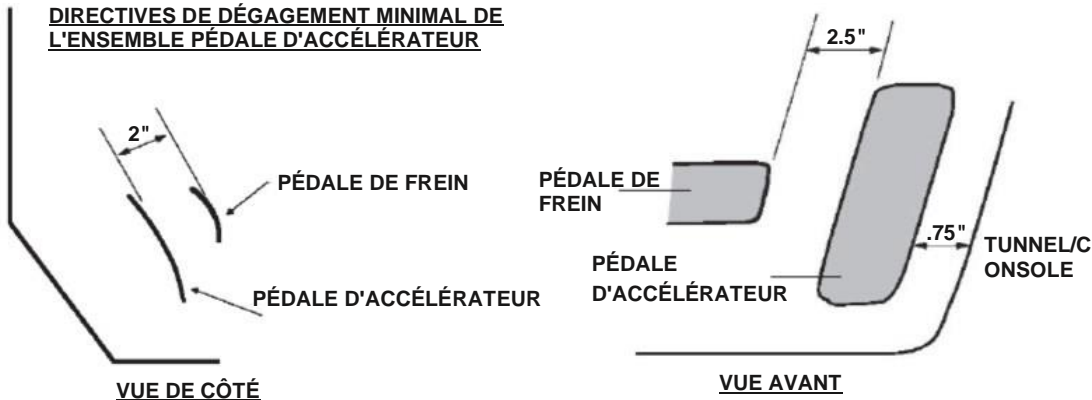 DIRECTIVES DE DÉGAGEMENT MINIMAL DE
L'ENSEMBLE PÉDALE D'ACCÉLÉRATEUR
2"
PÉDALE DE FREIN
PÉDALE D'ACCÉLÉRATEUR
VUE DE CÔTÉ
2.5"
PÉDALE DE
FREIN
.75"
TUNNEL/C
ONSOLE
PÉDALE
D'ACCÉLÉRATEUR
VUE AVANT